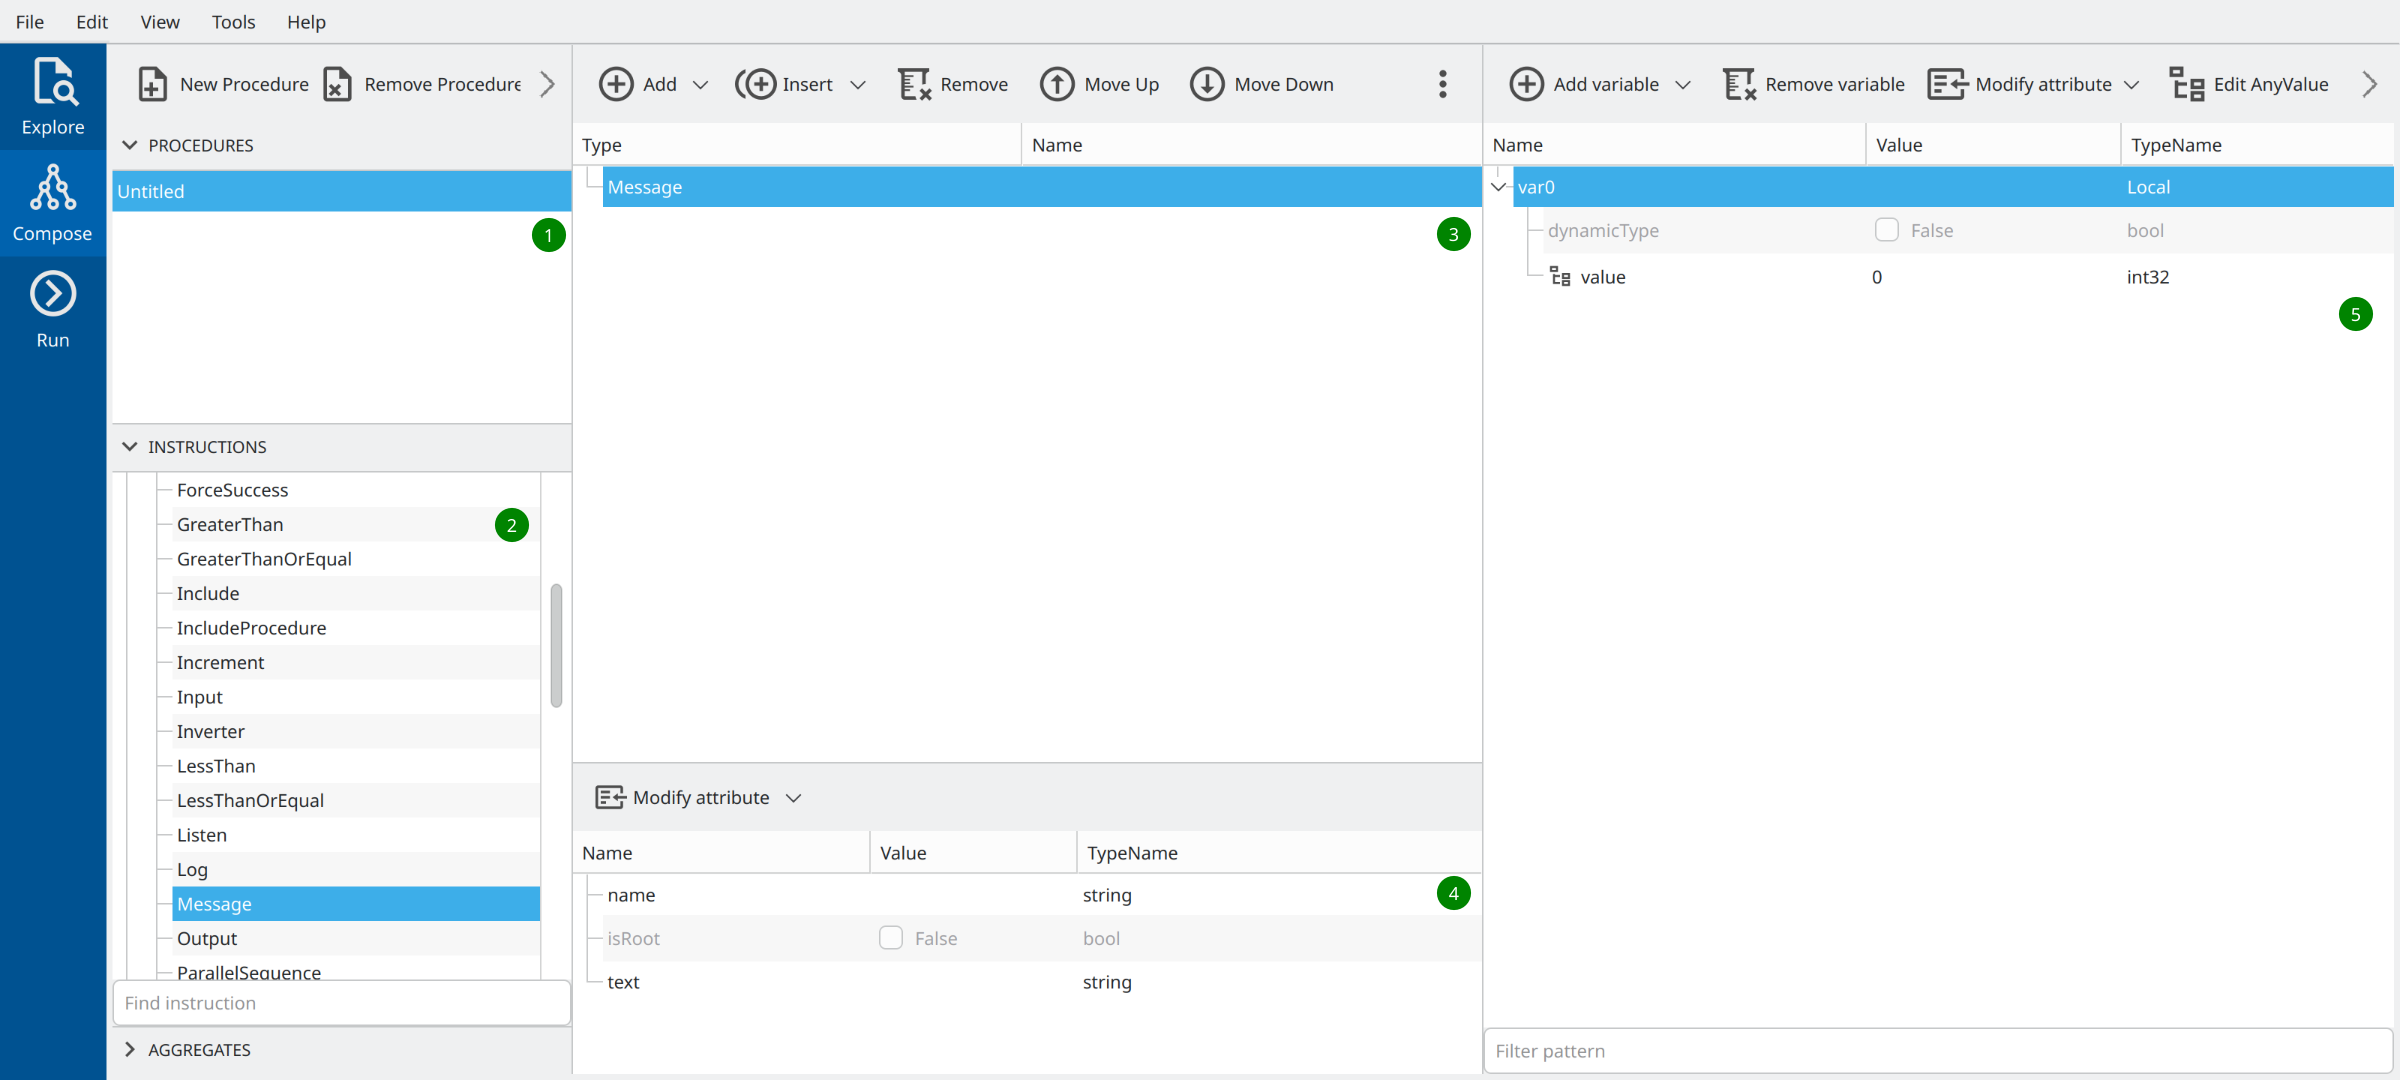 File Edit View Tools Help
Explore
Compose
Run
New Procedure Remove Procedure
PROCEDURES
Untitled
1
INSTRUCTIONS
ForceSuccess
GreaterThan 2
GreaterThanOrEqual
Include
IncludeProcedure
Increment
Input
Inverter
LessThan
LessThanOrEqual
Listen
Log
Message
Output
ParallelSequence
Find instruction
AGGREGATES
Add Insert Remove Move Up Move Down
Type Name
Message
3
Modify attribute
Name Value TypeName
name string 4
isRoot False bool
text string
Add variable Remove variable Modify attribute Edit AnyValue
Name Value TypeName
var0 Local
dynamicType False bool
value 0 int32
5
Filter pattern